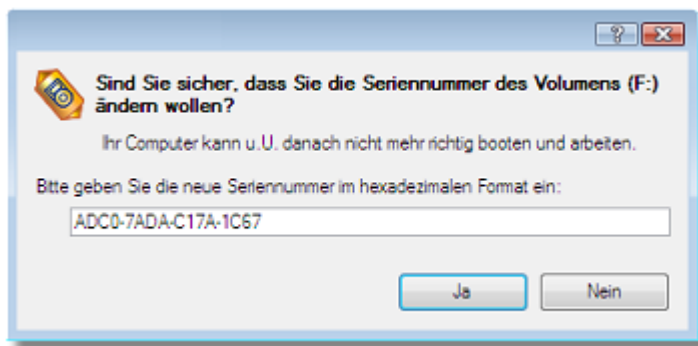 Sind Sie sicher, dass Sie die Seriennummer des Volumens (F:)
ändern wollen?
Ihr Computer kann u.U. danach nicht mehr richtig booten und arbeiten.
Bitte geben Sie die neue Seriennummer im hexadezimalen Format ein:
ADC0-7ADA-C17A-1C67
Ja
Nein